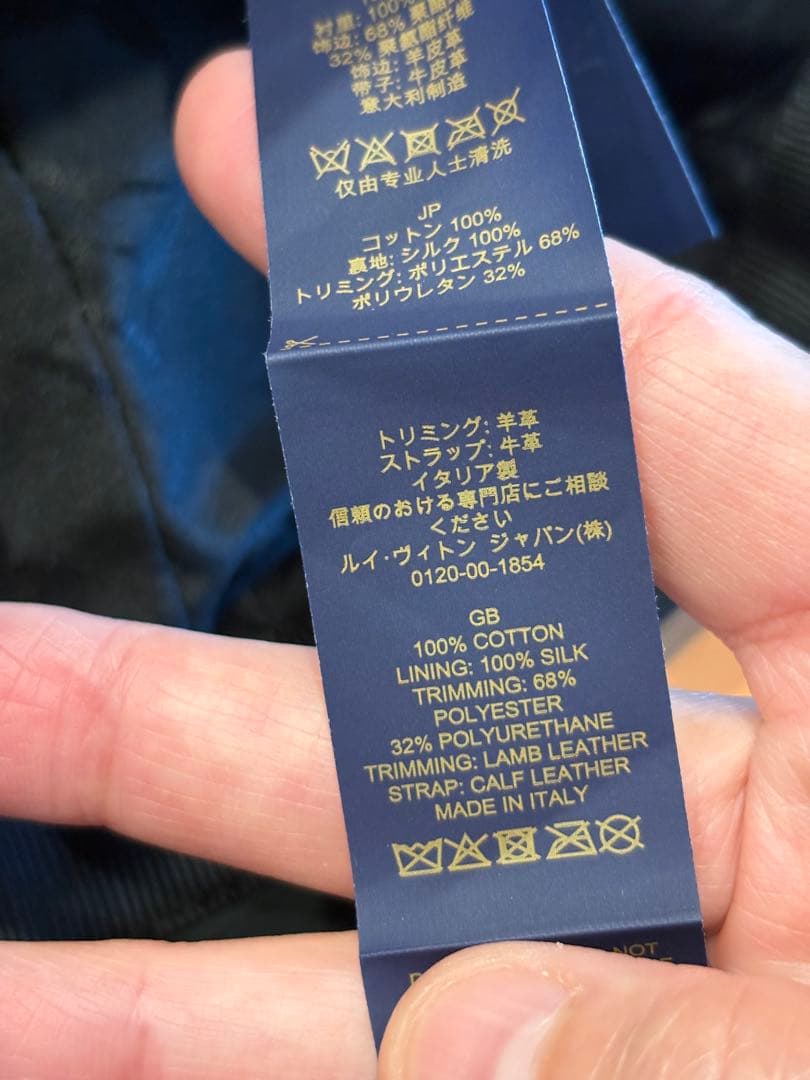 衬里: 100%
饰边: 68% 聚酯纤维
32% 聚氨酯纤维
饰边: 羊皮革
带子: 牛皮革
意大利制造
仅由专业人士清洗
JP
コットン 100%
裏地: シルク 100%
トリミング: ポリエステル 68%
ポリウレタン 32%
トリミング: 羊革
ストラップ: 牛革
イタリア製
信頼のおける専門店にご相談
ください
ルイ·ヴィトン ジャパン(株)
0120-00-1854
GB
100% COTTON
LINING: 100% SILK
TRIMMING: 68%
POLYESTER
32% POLYURETHANE
TRIMMING: LAMB LEATHER
STRAP: CALF LEATHER
MADE IN ITALY
NOT